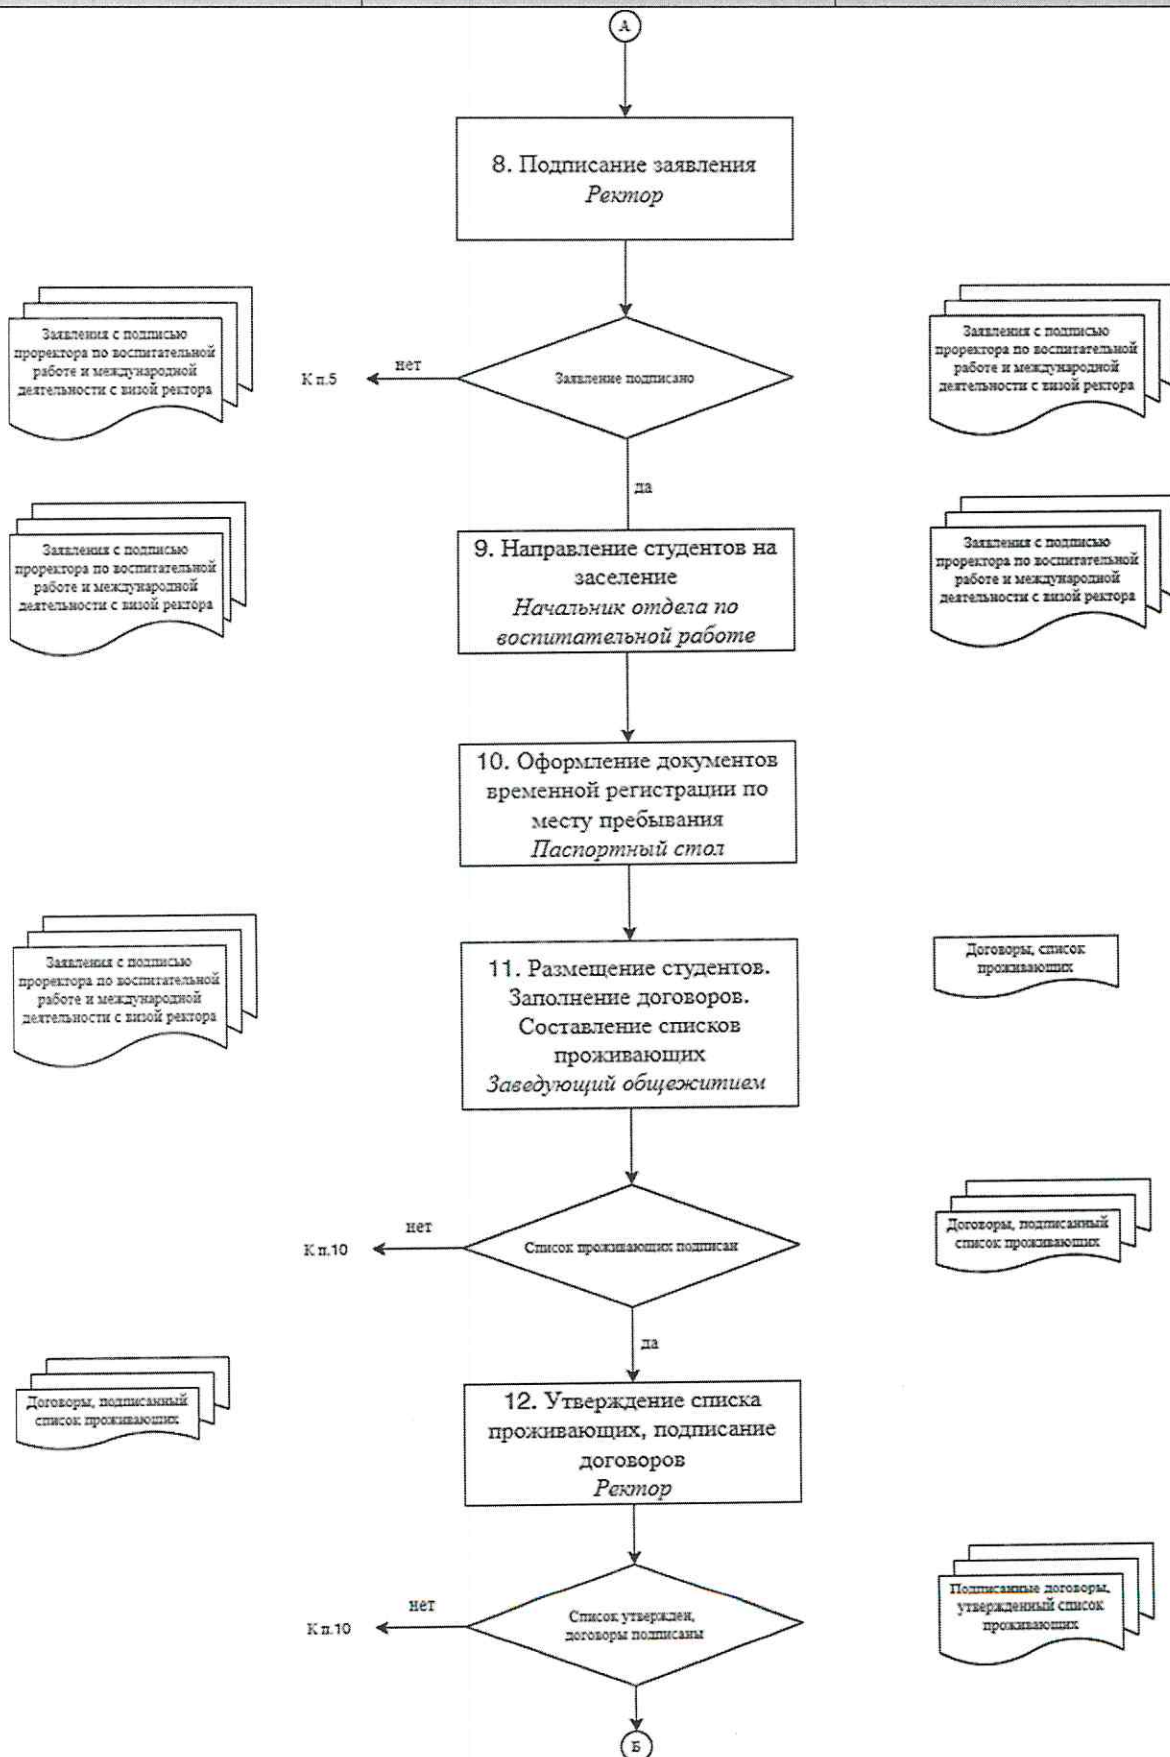 А
8. Подписание заявления
Ректор
Заявления с подписью
проректора по воспитательной
работе и международной
деятельности с визой ректора
К п.5
нет
Заявление подписано
Заявления с подписью
проректора по воспитательной
работе и международной
деятельности с визой ректора
да
Заявления с подписью
проректора по воспитательной
работе и международной
деятельности с визой ректора
9. Направление студентов на
заселение
Начальник отдела по
воспитательной работе
Заявления с подписью
проректора по воспитательной
работе и международной
деятельности с визой ректора
10. Оформление документов
временной регистрации по
месту пребывания
Паспортный стол
Заявления с подписью
проректора по воспитательной
работе и международной
деятельности с визой ректора
11. Размещение студентов.
Заполнение договоров.
Составление списков
проживающих
Заведующий общежитием
Договоры, список
проживающих
К п.10
нет
Список проживающих подписан
Договоры, подписанный
список проживающих
да
Договоры, подписанный
список проживающих
12. Утверждение списка
проживающих, подписание
договоров
Ректор
К п.10
нет
Список утвержден,
договоры подписаны
Подписанные договоры,
утвержденный список
проживающих
Б